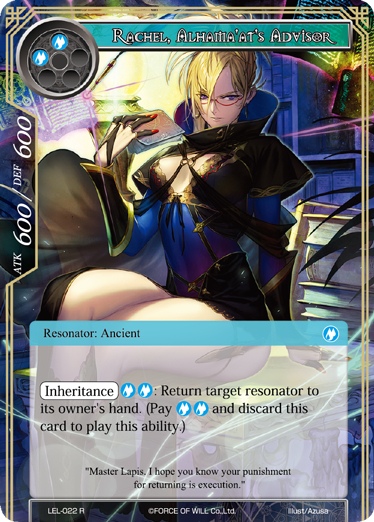 Rachel, Alhama'at's Advisor
ATK 600 / DEF 600
Resonator: Ancient
Inheritance : Return target resonator to
its owner's hand. (Pay and discard this
card to play this ability.)
"Master Lapis. I hope you know your punishment
for returning is execution."
LEL-022 R ©FORCE OF WILL Co.,Ltd. Illust/Azusa